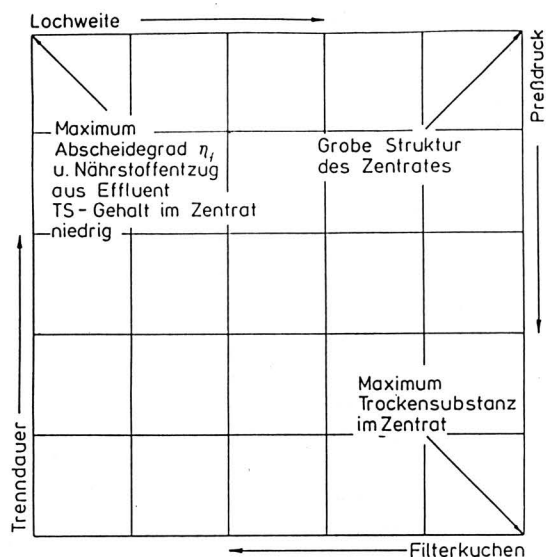 Lochweite
Preßdruck
Maximum
Abscheidegrad ηf
u. Nährstoffentzug
aus Effluent
TS-Gehalt im Zentrat
niedrig
Grobe Struktur
des Zentrates
Trenndauer
Maximum
Trockensubstanz
im Zentrat
Filterkuchen